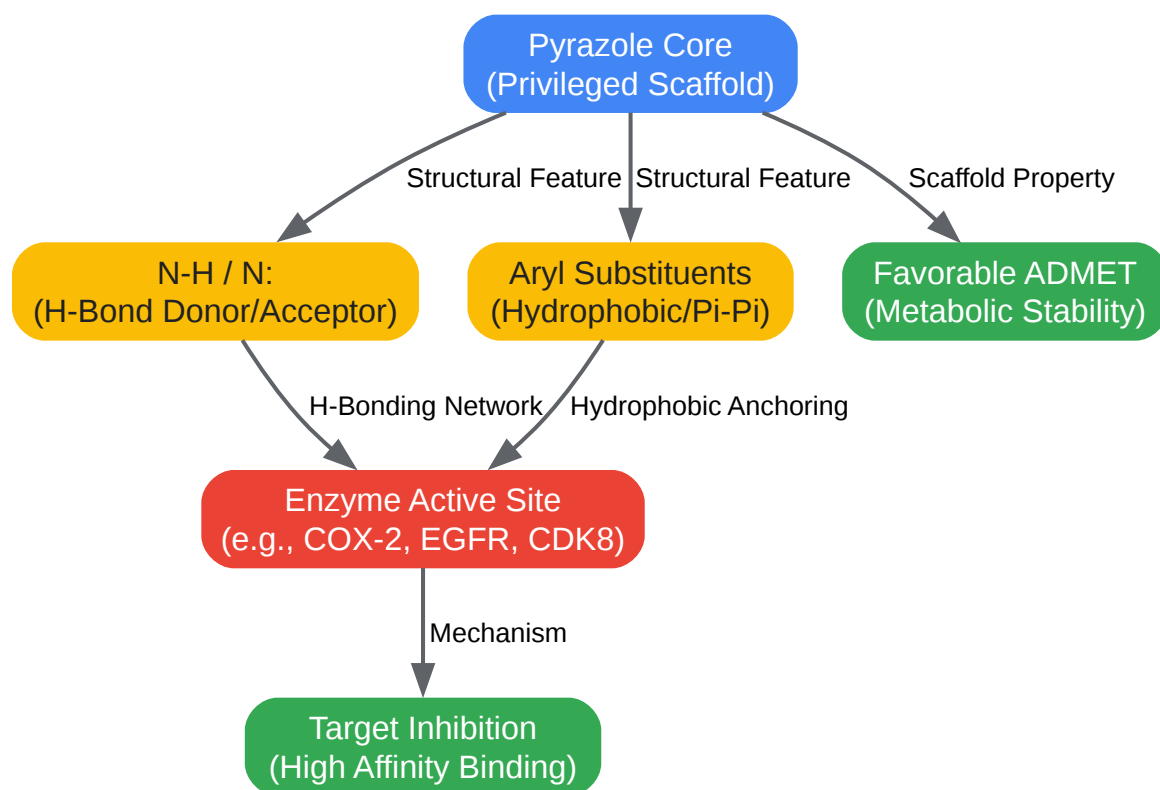 Pyrazole Core
(Privileged Scaffold)
Structural Feature
Structural Feature
Scaffold Property
N-H / N:
(H-Bond Donor/Acceptor)
Aryl Substituents
(Hydrophobic/Pi-Pi)
Favorable ADMET
(Metabolic Stability)
H-Bonding Network
Hydrophobic Anchoring
Enzyme Active Site
(e.g., COX-2, EGFR, CDK8)
Mechanism
Target Inhibition
(High Affinity Binding)